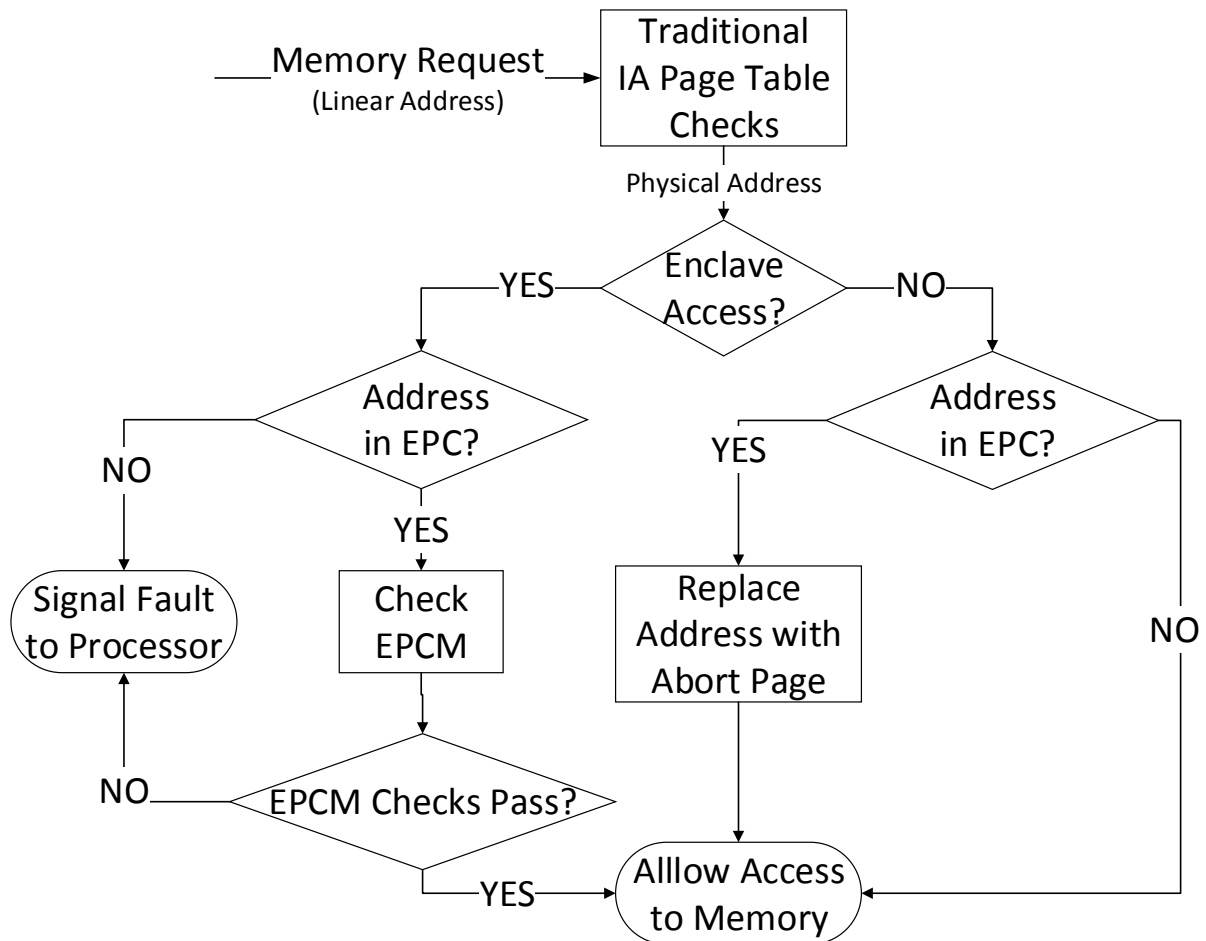 Traditional
IA Page Table
Checks
Memory Request
(Linear Address)
Physical Address
Enclave
Access?
YES
NO
Address
in EPC?
Address
in EPC?
NO
YES
YES
NO
Signal Fault
to Processor
Check
EPCM
Replace
Address with
Abort Page
EPCM Checks Pass?
NO
YES
Alllow Access
to Memory